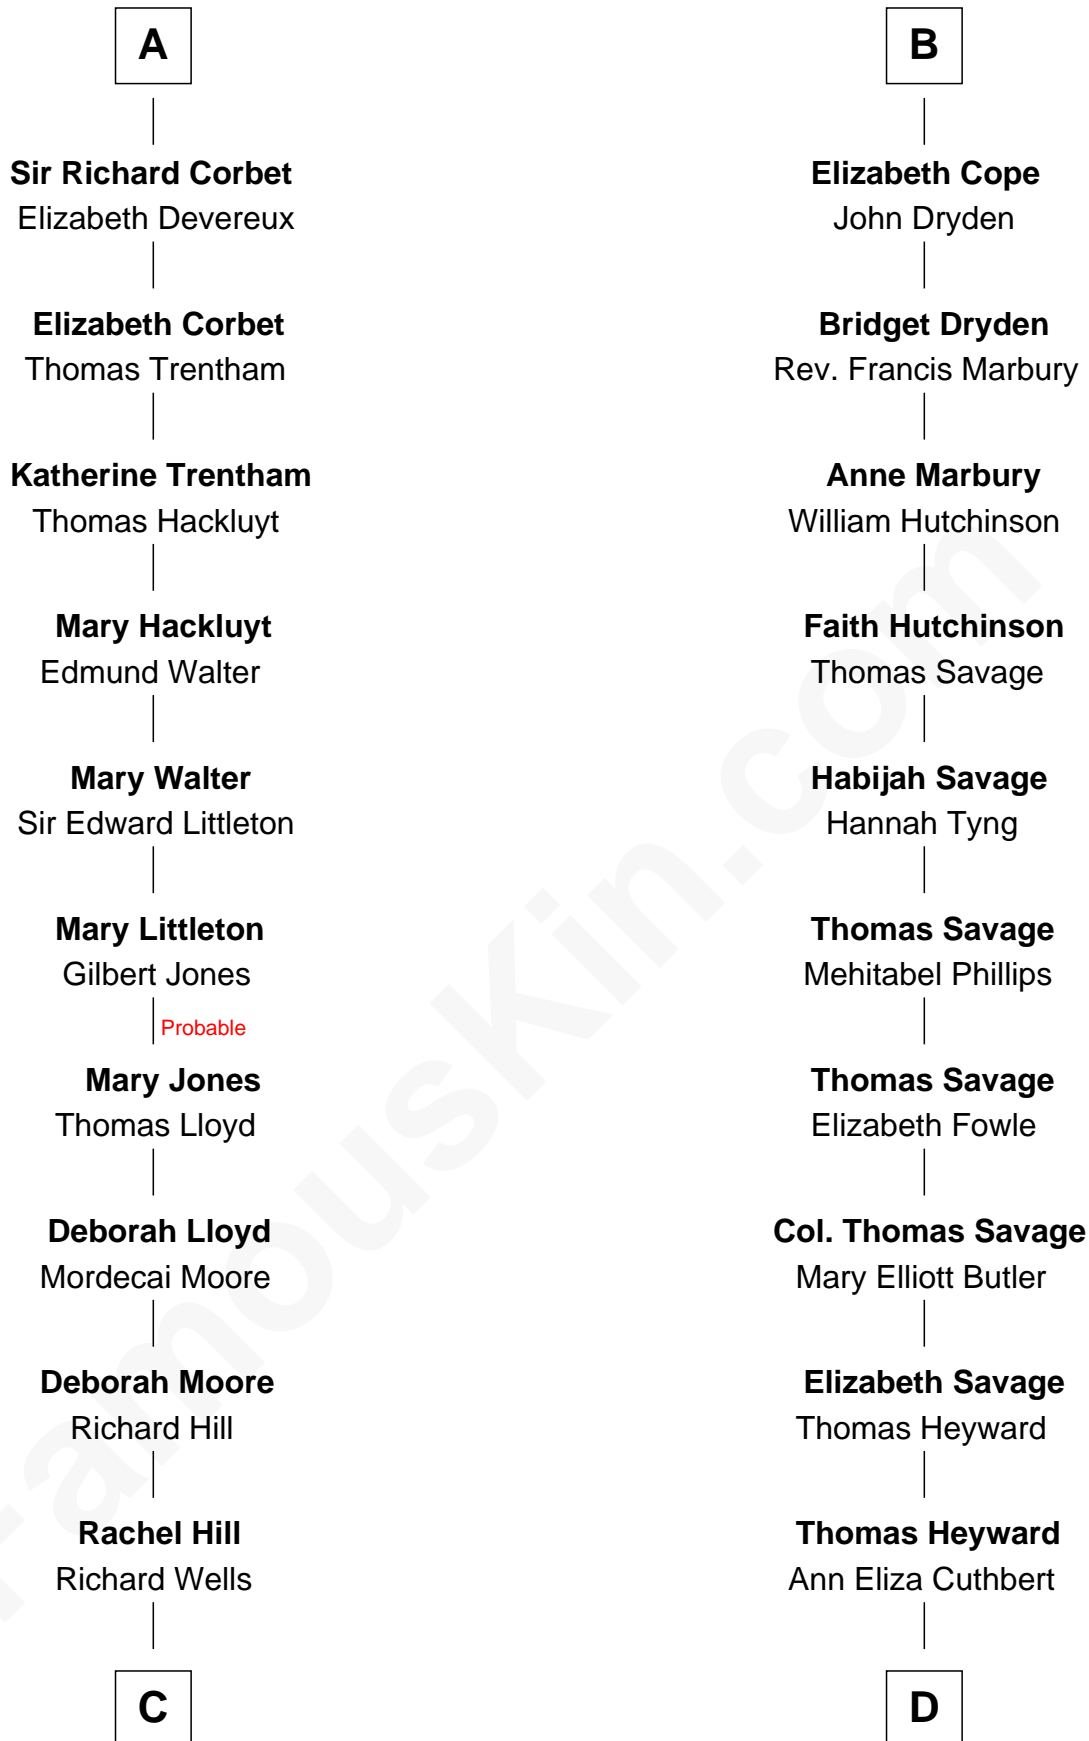 A
Sir Richard Corbet
Elizabeth Devereux
Elizabeth Corbet
Thomas Trentham
Katherine Trentham
Thomas Hackluyt
Mary Hackluyt
Edmund Walter
Mary Walter
Sir Edward Littleton
Mary Littleton
Gilbert Jones
Probable
Mary Jones
Thomas Lloyd
Deborah Lloyd
Mordecai Moore
Deborah Moore
Richard Hill
Rachel Hill
Richard Wells
C
B
Elizabeth Cope
John Dryden
Bridget Dryden
Rev. Francis Marbury
Anne Marbury
William Hutchinson
Faith Hutchinson
Thomas Savage
Habijah Savage
Hannah Tyng
Thomas Savage
Mehitabel Phillips
Thomas Savage
Elizabeth Fowle
Col. Thomas Savage
Mary Elliott Butler
Elizabeth Savage
Thomas Heyward
Thomas Heyward
Ann Eliza Cuthbert
D
FamousKin.com